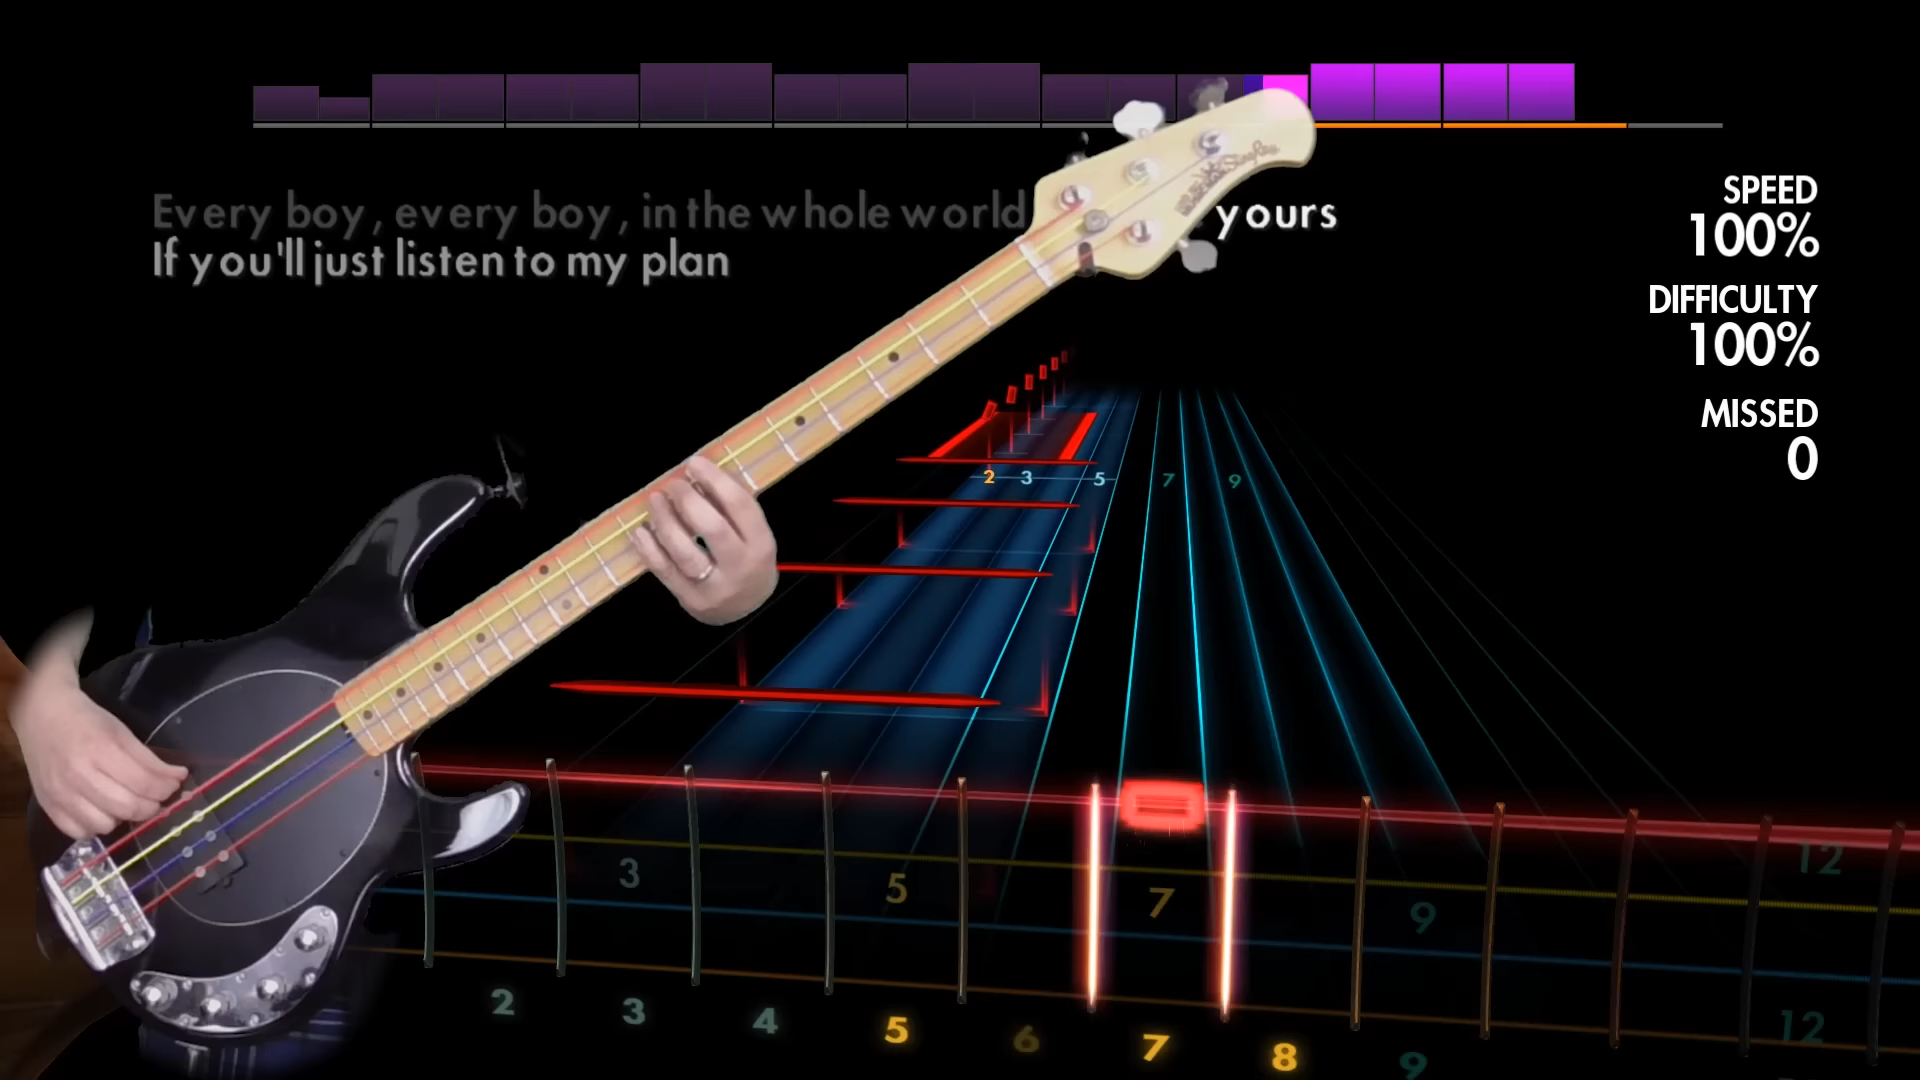 Every boy, every boy, in the whole world yours
If you'll just listen to my plan
SPEED
100%
DIFFICULTY
100%
MISSED
0
2 3 5 7 9
3 5 7 9 12
2 3 4 5 6 7 8 9 12